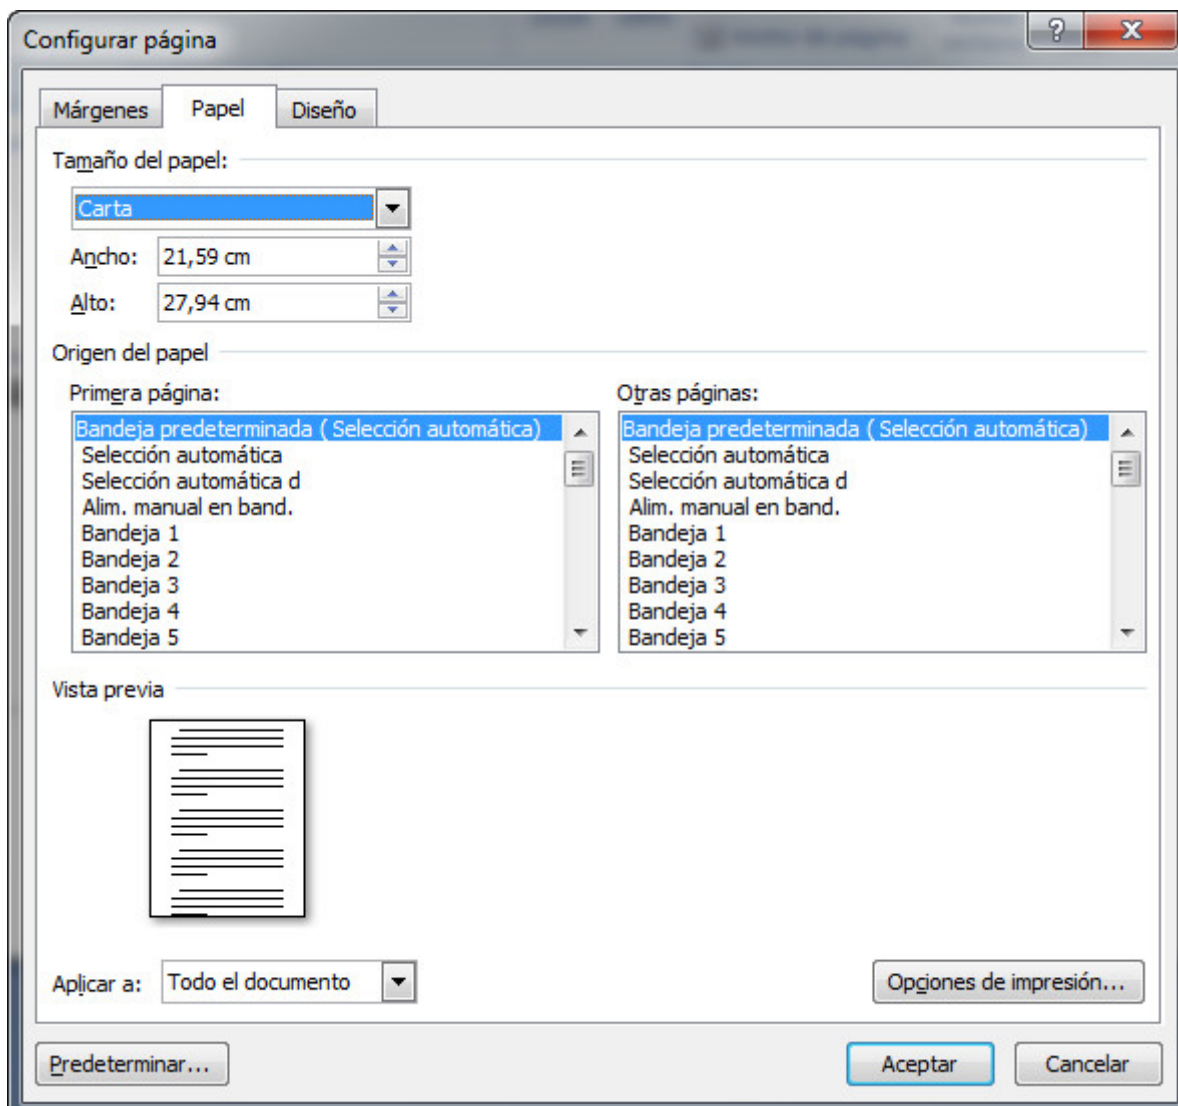 Configurar página
Márgenes Papel Diseño
Tamaño del papel:
Carta
Ancho: 21,59 cm
Alto: 27,94 cm
Origen del papel
Primera página:
Bandeja predeterminada ( Selección automática)
Selección automática
Selección automática d
Alim. manual en band.
Bandeja 1
Bandeja 2
Bandeja 3
Bandeja 4
Bandeja 5
Otras páginas:
Bandeja predeterminada ( Selección automática)
Selección automática
Selección automática d
Alim. manual en band.
Bandeja 1
Bandeja 2
Bandeja 3
Bandeja 4
Bandeja 5
Vista previa
Aplicar a: Todo el documento
Opciones de impresión...
Predeterminar...
Aceptar
Cancelar